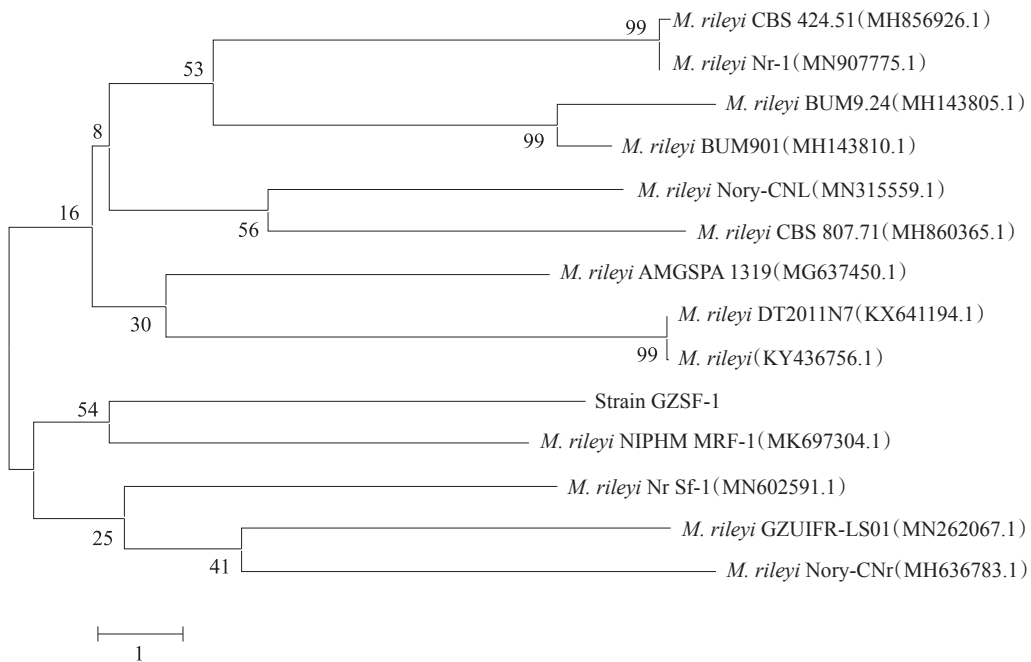 99
M. rileyi CBS 424.51(MH856926.1)
M. rileyi Nr-1(MN907775.1)
53
M. rileyi BUM9.24(MH143805.1)
99
M. rileyi BUM901(MH143810.1)
8
M. rileyi Nory-CNL(MN315559.1)
56
M. rileyi CBS 807.71(MH860365.1)
16
M. rileyi AMGSPA 1319(MG637450.1)
30
M. rileyi DT2011N7(KX641194.1)
99
M. rileyi(KY436756.1)
54
Strain GZSF-1
M. rileyi NIPHM MRF-1(MK697304.1)
M. rileyi Nr Sf-1(MN602591.1)
25
M. rileyi GZUIFR-LS01(MN262067.1)
41
M. rileyi Nory-CNr(MH636783.1)
1